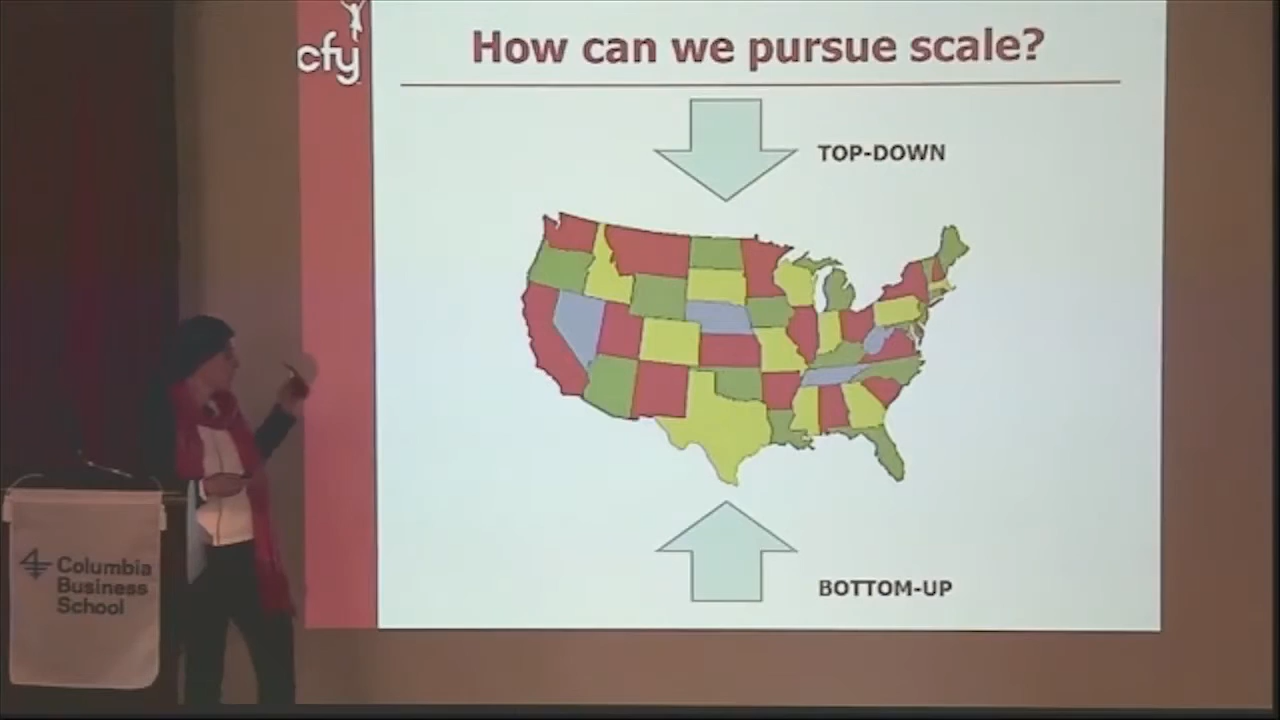 cfy
How can we pursue scale?
TOP-DOWN
BOTTOM-UP
Columbia
Business
School